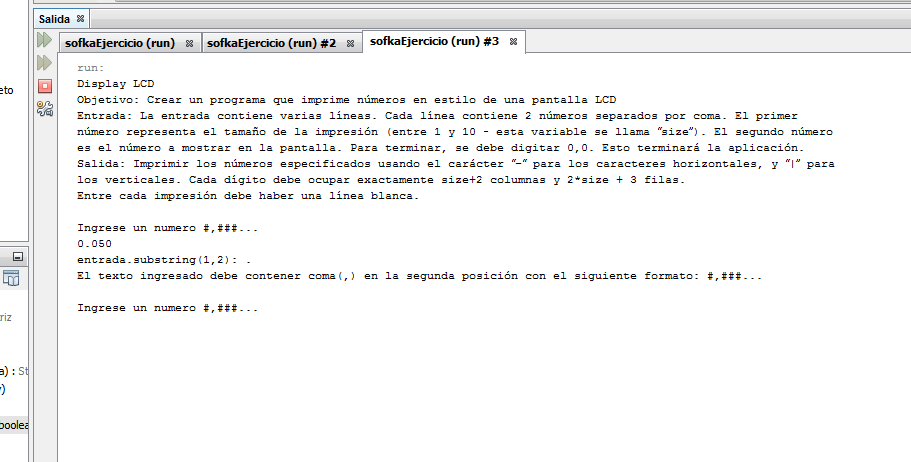 Salida
sofkaEjercicio (run) sofkaEjercicio (run) #2 sofkaEjercicio (run) #3
run:
Display LCD
Objetivo: Crear un programa que imprime números en estilo de una pantalla LCD
Entrada: La entrada contiene varias líneas. Cada línea contiene 2 números separados por coma. El primer
número representa el tamaño de la impresión (entre 1 y 10 - esta variable se llama “size”). El segundo número
es el número a mostrar en la pantalla. Para terminar, se debe digitar 0,0. Esto terminará la aplicación.
Salida: Imprimir los números especificados usando el carácter “-” para los caracteres horizontales, y “|” para
los verticales. Cada dígito debe ocupar exactamente size+2 columnas y 2*size + 3 filas.
Entre cada impresión debe haber una línea blanca.
Ingrese un numero #,###...
0.050
entrada.substring(1,2): .
El texto ingresado debe contener coma(,) en la segunda posición con el siguiente formato: #,###...
Ingrese un numero #,###...
eto
riz
a) : St
y)
boolea